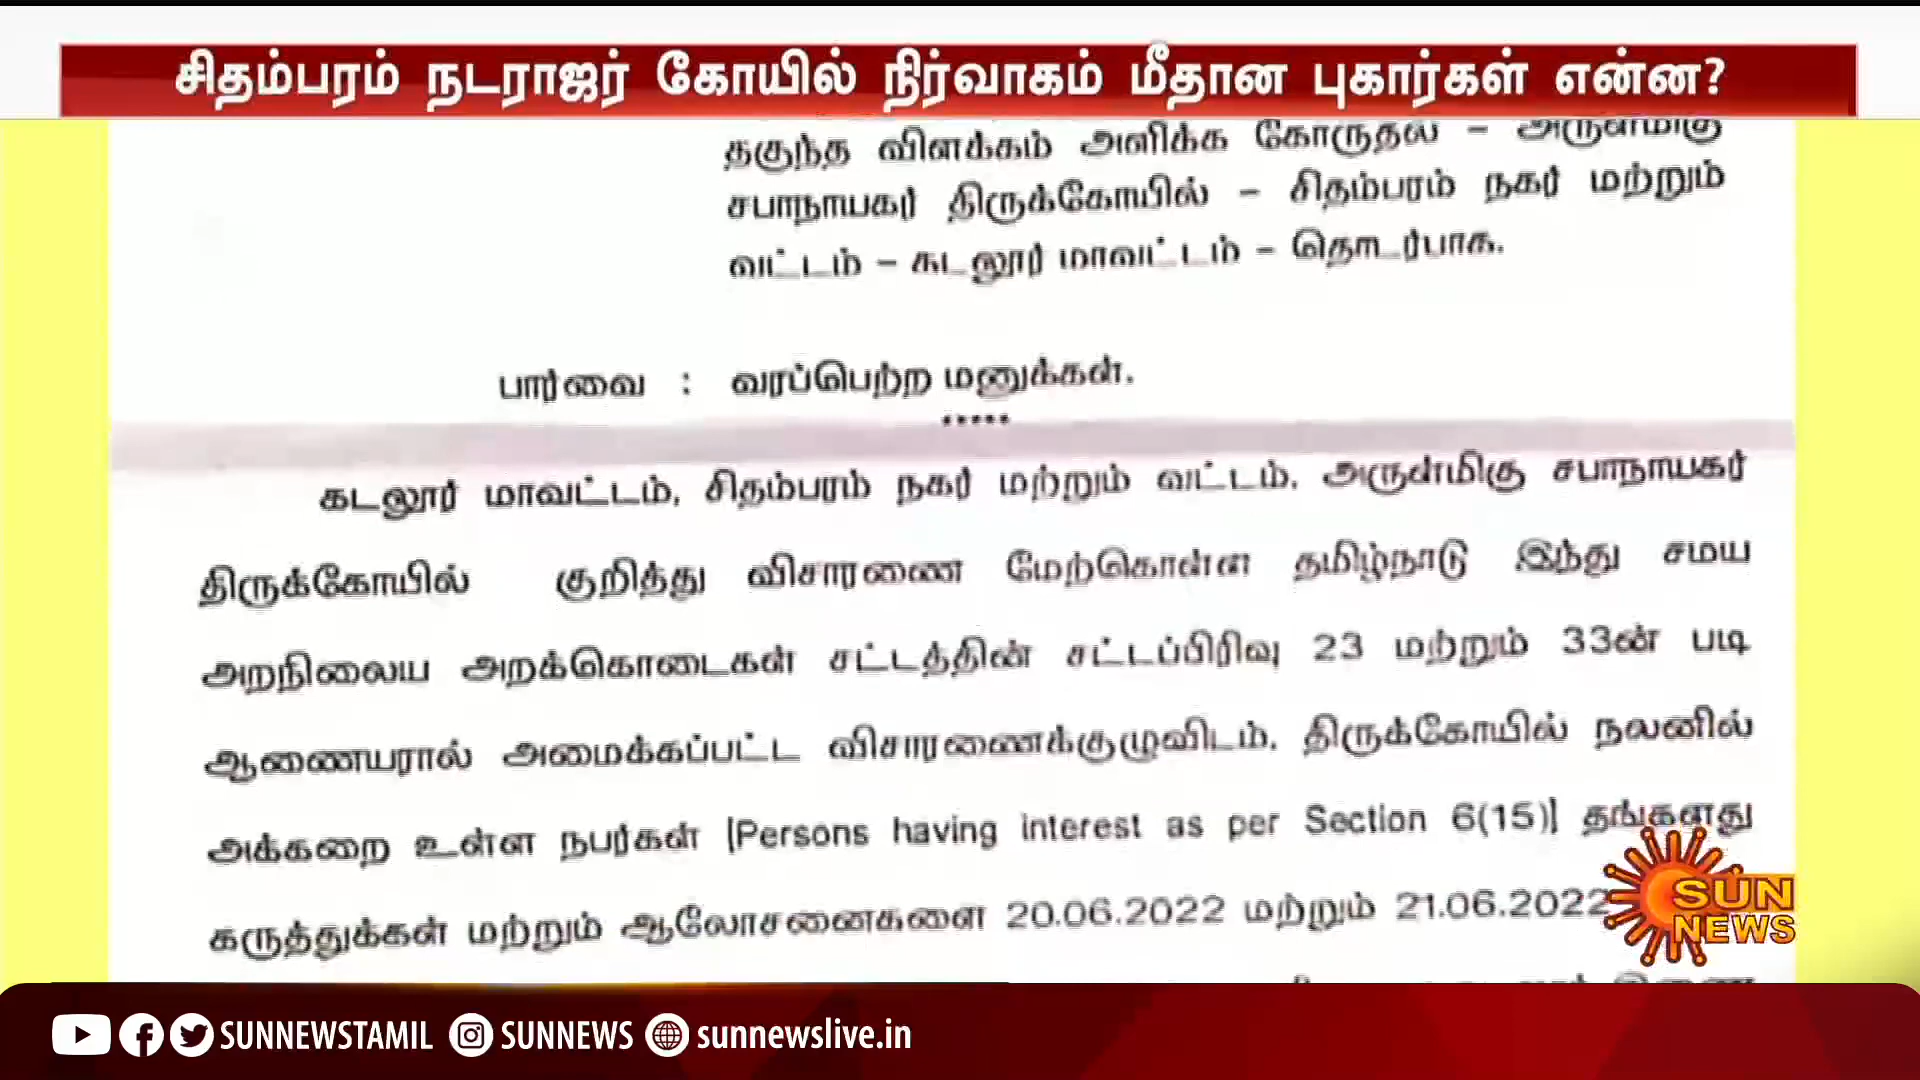 சிதம்பரம் நடராஜர் கோயில் நிர்வாகம் மீதான புகார்கள் என்ன?
தகுந்த விளக்கம் அளிக்க கோருதல் – அருள்மிகு
சபாநாயகர் திருக்கோயில் – சிதம்பரம் நகர் மற்றும்
வட்டம் – கடலூர் மாவட்டம் – தொடர்பாக.
பார்வை : வரப்பெற்ற மனுக்கள்.
*****
கடலூர் மாவட்டம், சிதம்பரம் நகர் மற்றும் வட்டம், அருள்மிகு சபாநாயகர்
திருக்கோயில் குறித்து விசாரணை மேற்கொள்ள தமிழ்நாடு இந்து சமய
அறநிலைய அறக்கொடைகள் சட்டத்தின் சட்டப்பிரிவு 23 மற்றும் 33ன் படி
ஆணையரால் அமைக்கப்பட்ட விசாரணைக்குழுவிடம், திருக்கோயில் நலனில்
அக்கறை உள்ள நபர்கள் [Persons having interest as per Section 6(15)] தங்களது
கருத்துக்கள் மற்றும் ஆலோசனைகளை 20.06.2022 மற்றும் 21.06.2022
SUN
NEWS
SUNNEWSTAMIL SUNNEWS sunnewslive.in